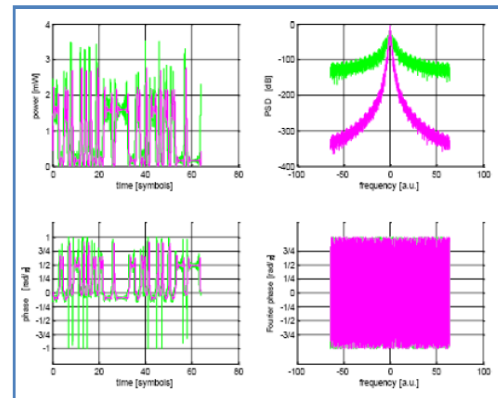 4
3
2
1
0
power [mW]
0 20 40 60 80
time [symbols]
0
-100
-200
-300
-400
PSD [dB]
-100 -50 0 50 100
frequency [a.u.]
1
3/4
1/2
1/4
0
-1/4
-1/2
-3/4
-1
phase [rad/π]
0 20 40 60 80
time [symbols]
3/4
1/2
1/4
0
-1/4
-1/2
-3/4
Fourier phase [rad/π]
-100 -50 0 50 100
frequency [a.u.]